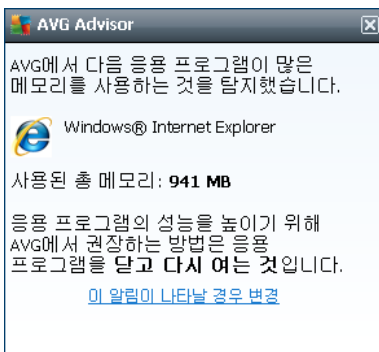 AVG Advisor
AVG에서 다음 응용 프로그램이 많은
메모리를 사용하는 것을 탐지했습니다.
Windows® Internet Explorer
사용된 총 메모리: 941 MB
응용 프로그램의 성능을 높이기 위해
AVG에서 권장하는 방법은 응용
프로그램을 닫고 다시 여는 것입니다.
이 알림이 나타날 경우 변경